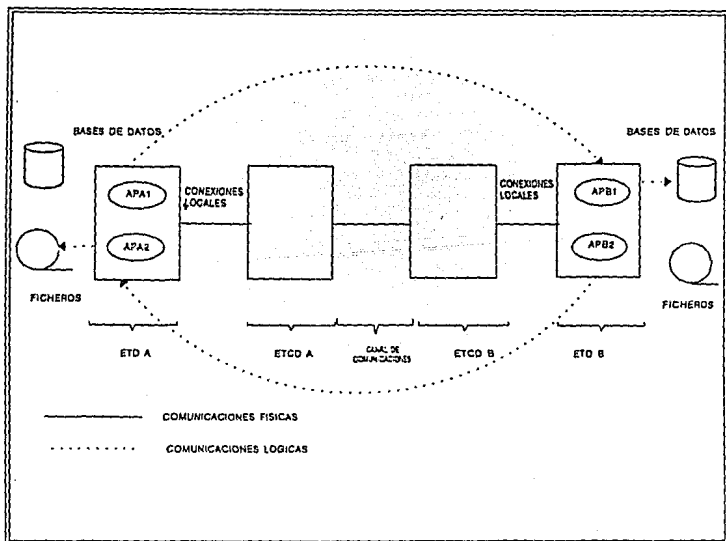 BASES DE DATOS
BASES DE DATOS
APA1
CONEXIONES
LOCALES
CONEXIONES
LOCALES
APB1
APA2
APB2
FICHEROS
FICHEROS
ETD A
ETCD A
CANAL DE
COMUNICACIONES
ETCD B
ETD B
COMUNICACIONES FISICAS
COMUNICACIONES LOGICAS